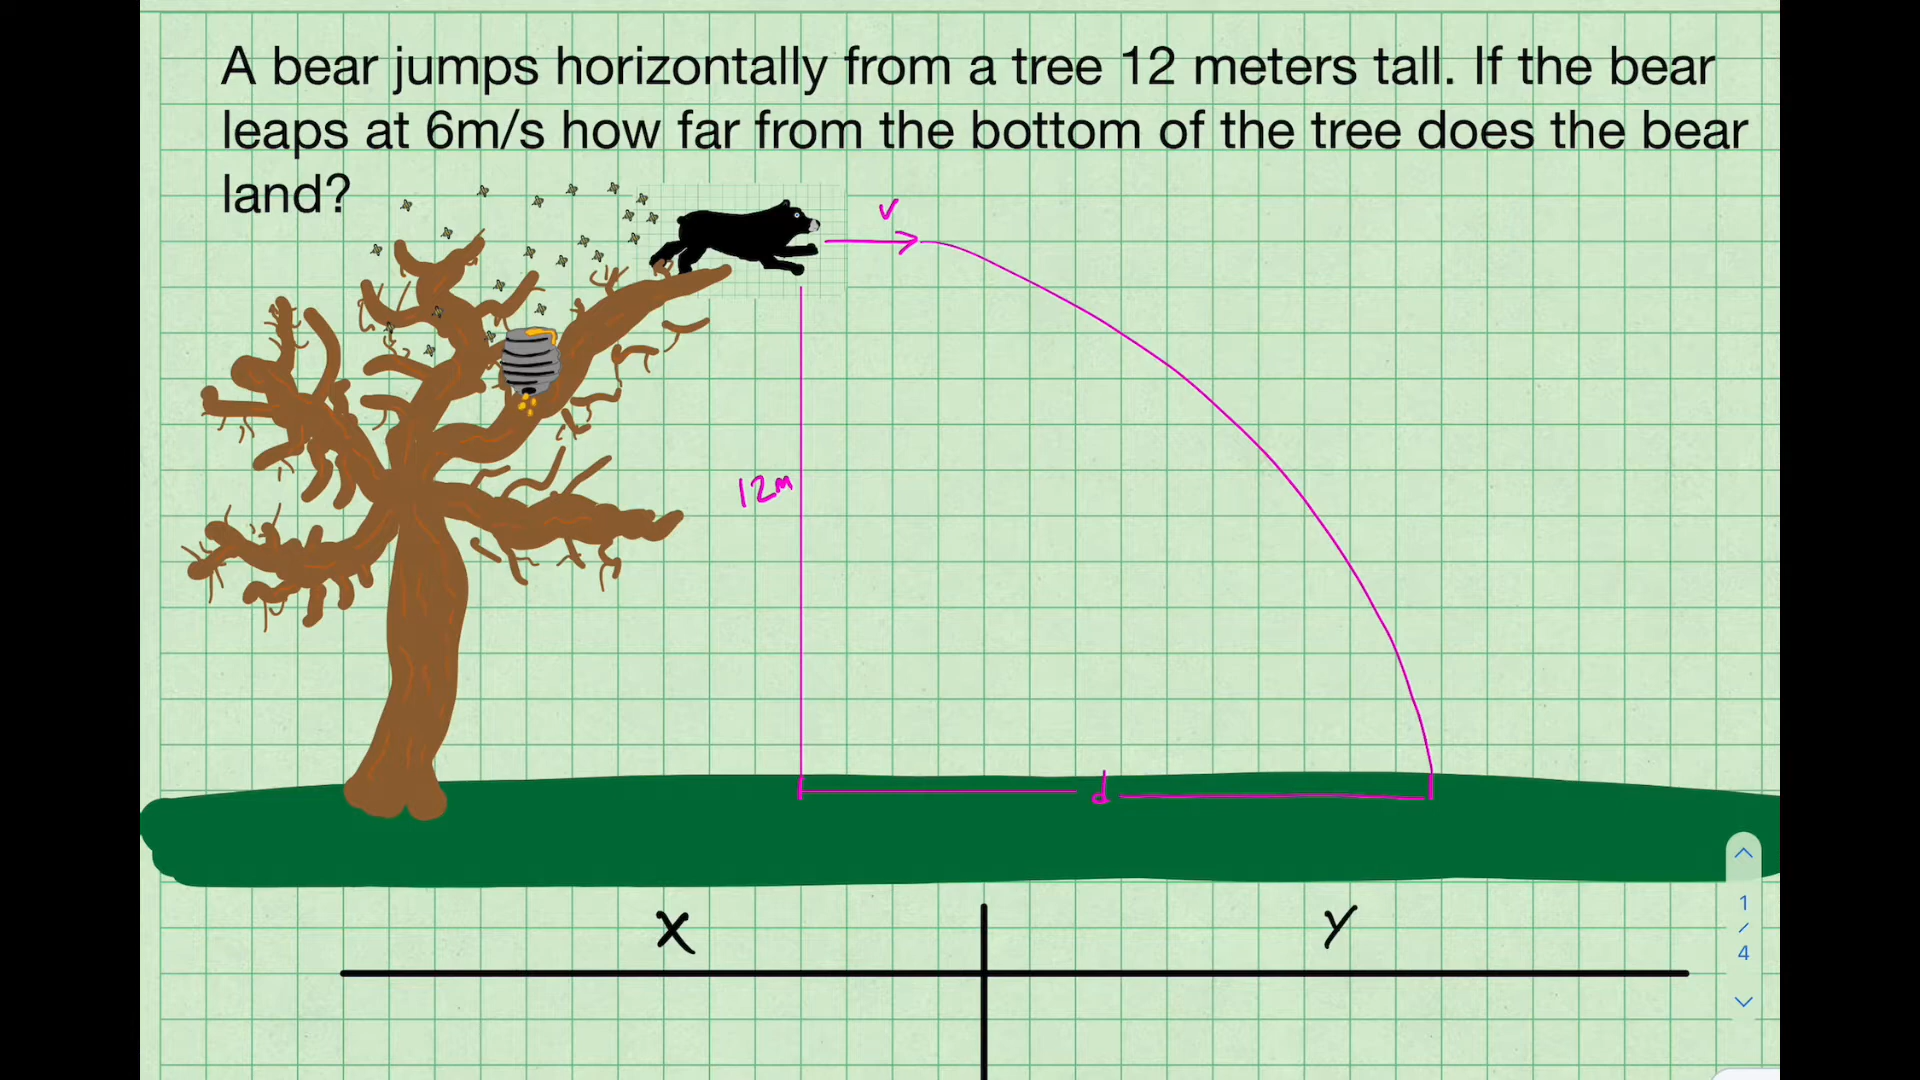 A bear jumps horizontally from a tree 12 meters tall. If the bear
leaps at 6m/s how far from the bottom of the tree does the bear
land?
v
12m
d
x
y
1
/
4